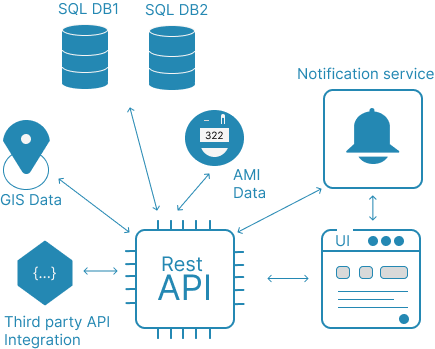 SQL DB1
SQL DB2
Notification service
322
AMI
Data
GIS Data
UI
Rest
API
{...}
Third party API
Integration